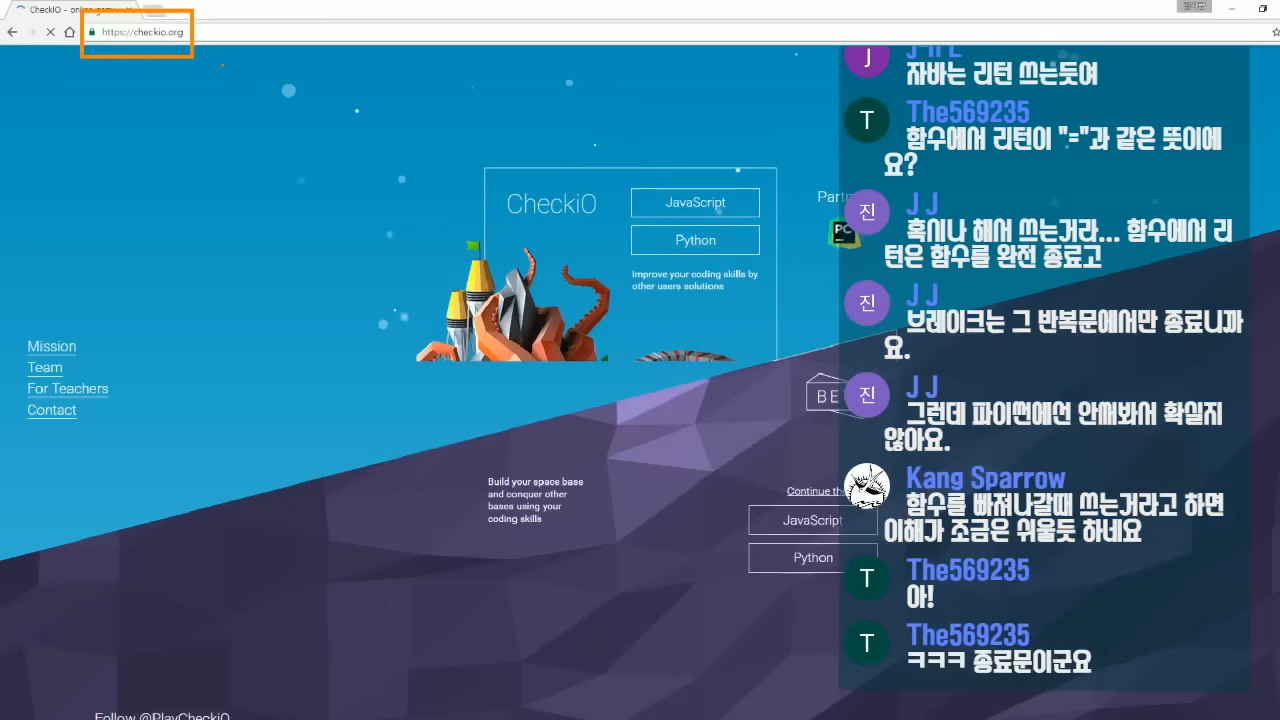 CheckiO - online game
https://checkio.org
CheckiO
JavaScript
Python
Improve your coding skills by
other users solutions
PC
Mission
Team
For Teachers
Contact
Build your space base
and conquer other
bases using your
coding skills
Continue
JavaScript
Python
Follow @PlayCheckiO
J
자바는 리턴 쓰는듯여
T
The569235
함수에서 리턴이 "="과 같은 뜻이에
요?
진
J J
혹시나 해서 쓰는거라... 함수에서 리
턴은 함수를 완전 종료고
진
J J
브레이크는 그 반복문에서만 종료니까
요.
진
J J
그런데 파이썬에선 안써봐서 확실지
않아요.
Kang Sparrow
함수를 빠져나갈때 쓰는거라고 하면
이해가 조금은 쉬울듯 하네요
T
The569235
아!
T
The569235
ㅋㅋㅋ 종료문이군요